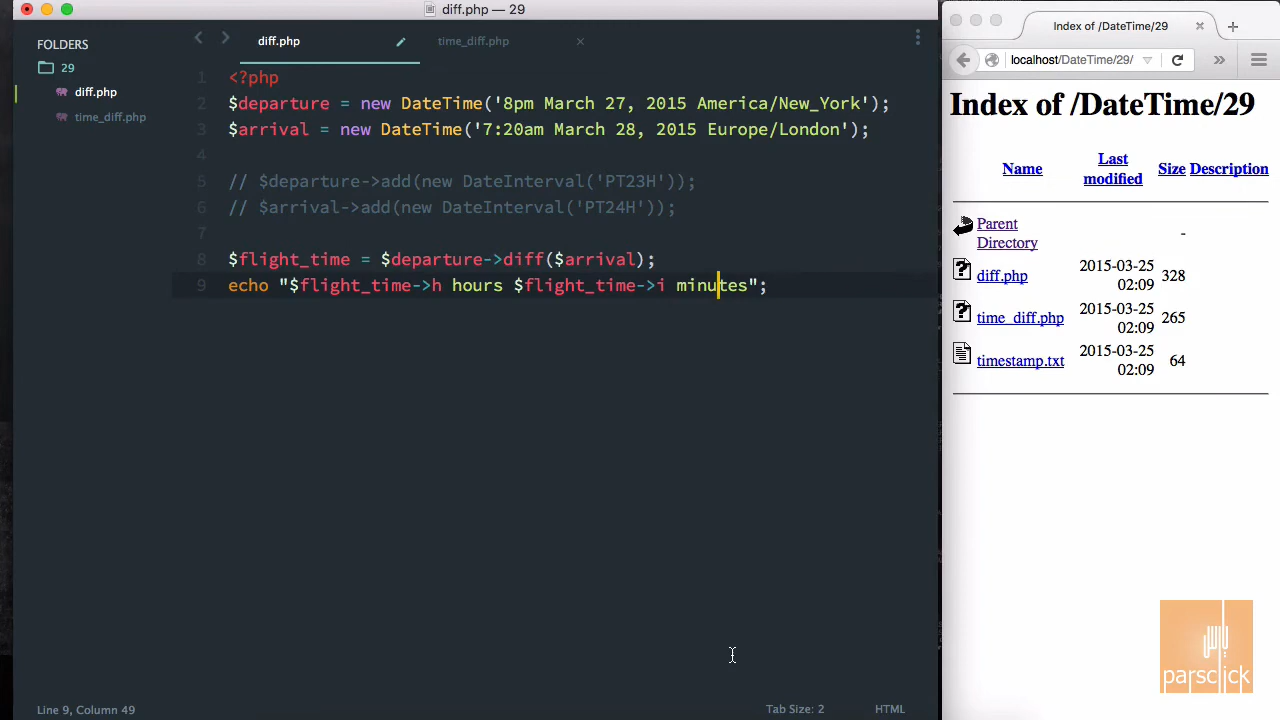 diff.php — 29
FOLDERS
29
diff.php
time_diff.php
diff.php
time_diff.php
1 <?php
2 $departure = new DateTime('8pm March 27, 2015 America/New_York');
3 $arrival = new DateTime('7:20am March 28, 2015 Europe/London');
4
5 // $departure->add(new DateInterval('PT23H'));
6 // $arrival->add(new DateInterval('PT24H'));
7
8 $flight_time = $departure->diff($arrival);
9 echo "$flight_time->h hours $flight_time->i minutes";
Line 9, Column 49
Tab Size: 2
HTML
Index of /DateTime/29
localhost/DateTime/29/
Index of /DateTime/29
Name Last modified Size Description
Parent Directory -
diff.php 2015-03-25 02:09 328
time_diff.php 2015-03-25 02:09 265
timestamp.txt 2015-03-25 02:09 64
parsclick